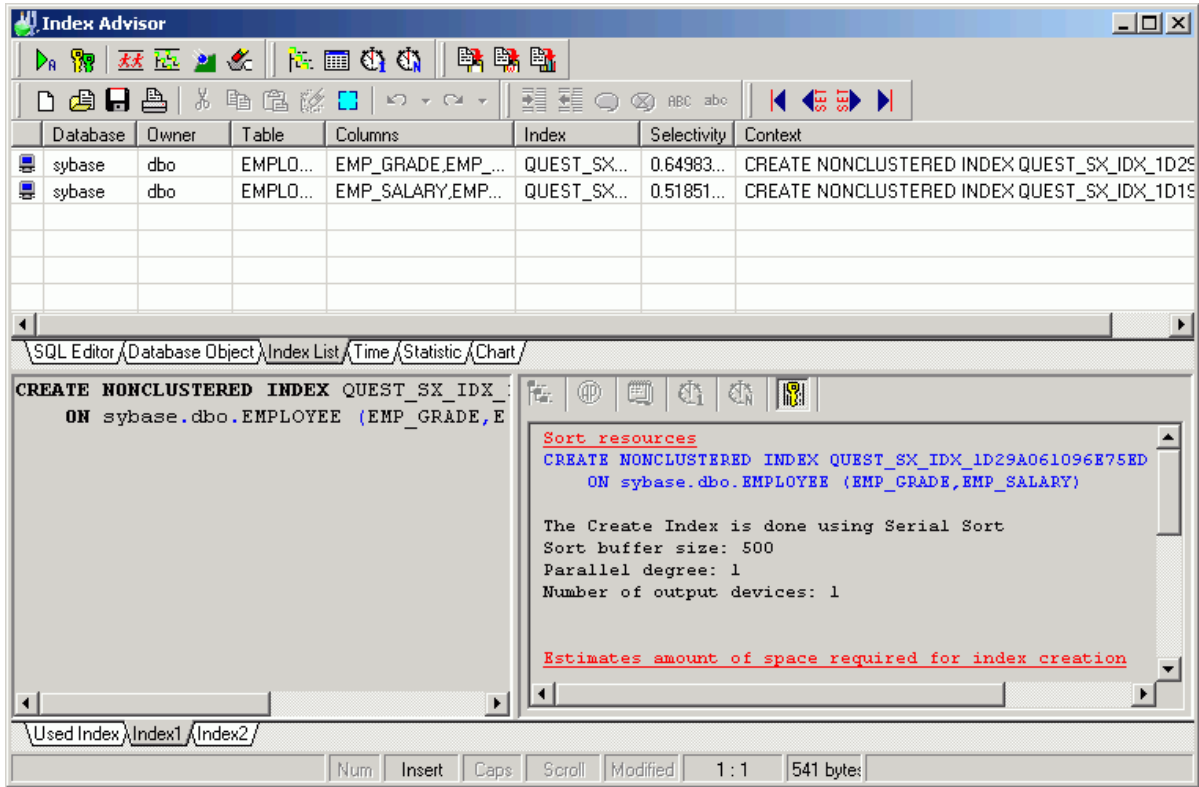 Index Advisor
ABC abc
SET SET
Database Owner Table Columns Index Selectivity Context
sybase dbo EMPLO... EMP_GRADE,EMP_... QUEST_SX... 0.64983... CREATE NONCLUSTERED INDEX QUEST_SX_IDX_1D29
sybase dbo EMPLO... EMP_SALARY,EMP... QUEST_SX... 0.51851... CREATE NONCLUSTERED INDEX QUEST_SX_IDX_1D19
SQL Editor Database Object Index List Time Statistic Chart
CREATE NONCLUSTERED INDEX QUEST_SX_IDX_
ON sybase.dbo.EMPLOYEE (EMP_GRADE,E
Sort resources
CREATE NONCLUSTERED INDEX QUEST_SX_IDX_1D29A061096E75ED
ON sybase.dbo.EMPLOYEE (EMP_GRADE,EMP_SALARY)
The Create Index is done using Serial Sort
Sort buffer size: 500
Parallel degree: 1
Number of output devices: 1
Estimates amount of space required for index creation
Used Index Index1 Index2
Num Insert Caps Scroll Modified 1 : 1 541 bytes